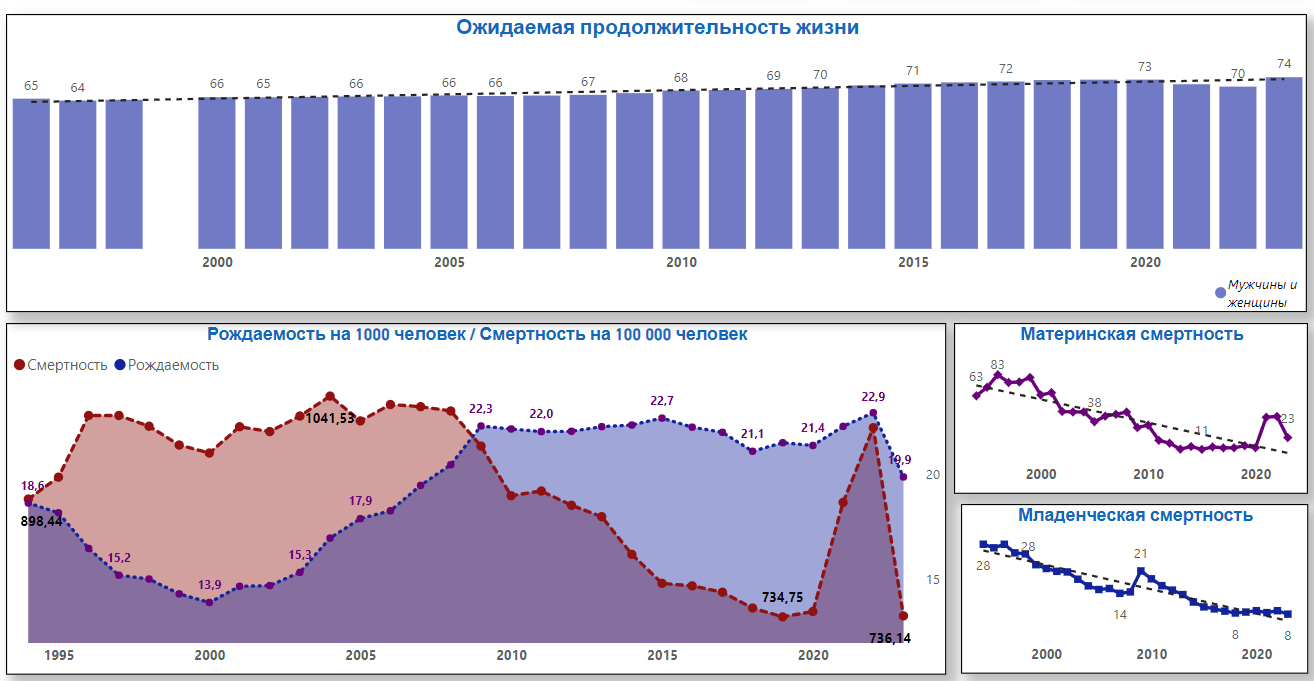 Ожидаемая продолжительность жизни
65 64 66 65 66 66 66 67 68 69 70 71 72 73 70 74
2000 2005 2010 2015 2020
Мужчины и
женщины
Рождаемость на 1000 человек / Смертность на 100 000 человек
Смертность Рождаемость
18,6 15,2 13,9 15,3 17,9 22,3 22,0 22,7 21,1 21,4 22,9 19,9
898,44 1041,53 734,75 736,14
20
15
1995 2000 2005 2010 2015 2020
Материнская смертность
63 83 38 11 23
2000 2010 2020
Младенческая смертность
28 28 14 21 8 8
2000 2010 2020